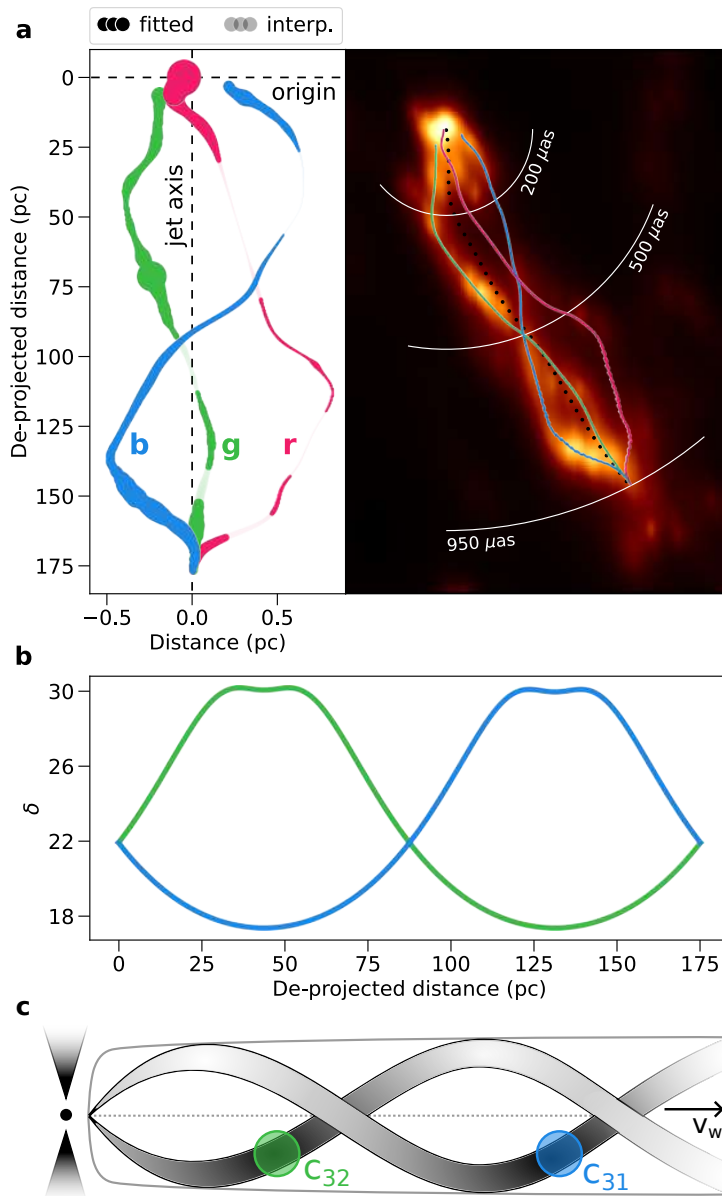 fitted interp.
a
0
25
50
75
100
125
150
175
De-projected distance (pc)
origin
jet axis
b g r
−0.5 0.0 0.5
Distance (pc)
200 μas
500 μas
950 μas
b
30
26
22
18
δ
0 25 50 75 100 125 150 175
De-projected distance (pc)
c
C32
C31
vw